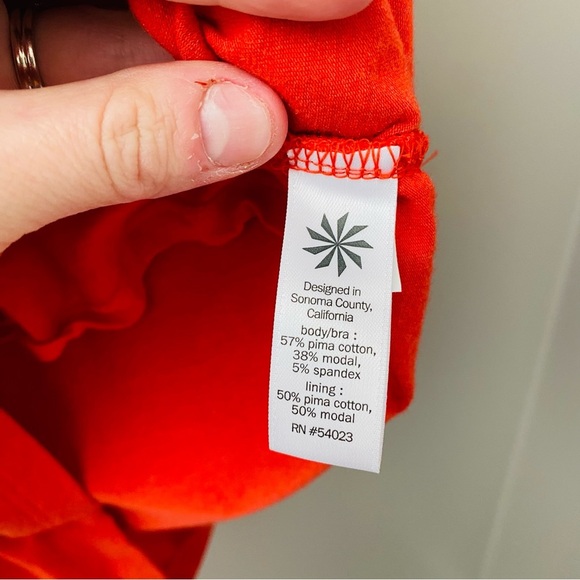 Designed in
Sonoma County,
California
body/bra :
57% pima cotton,
38% modal,
5% spandex
lining :
50% pima cotton,
50% modal
RN #54023